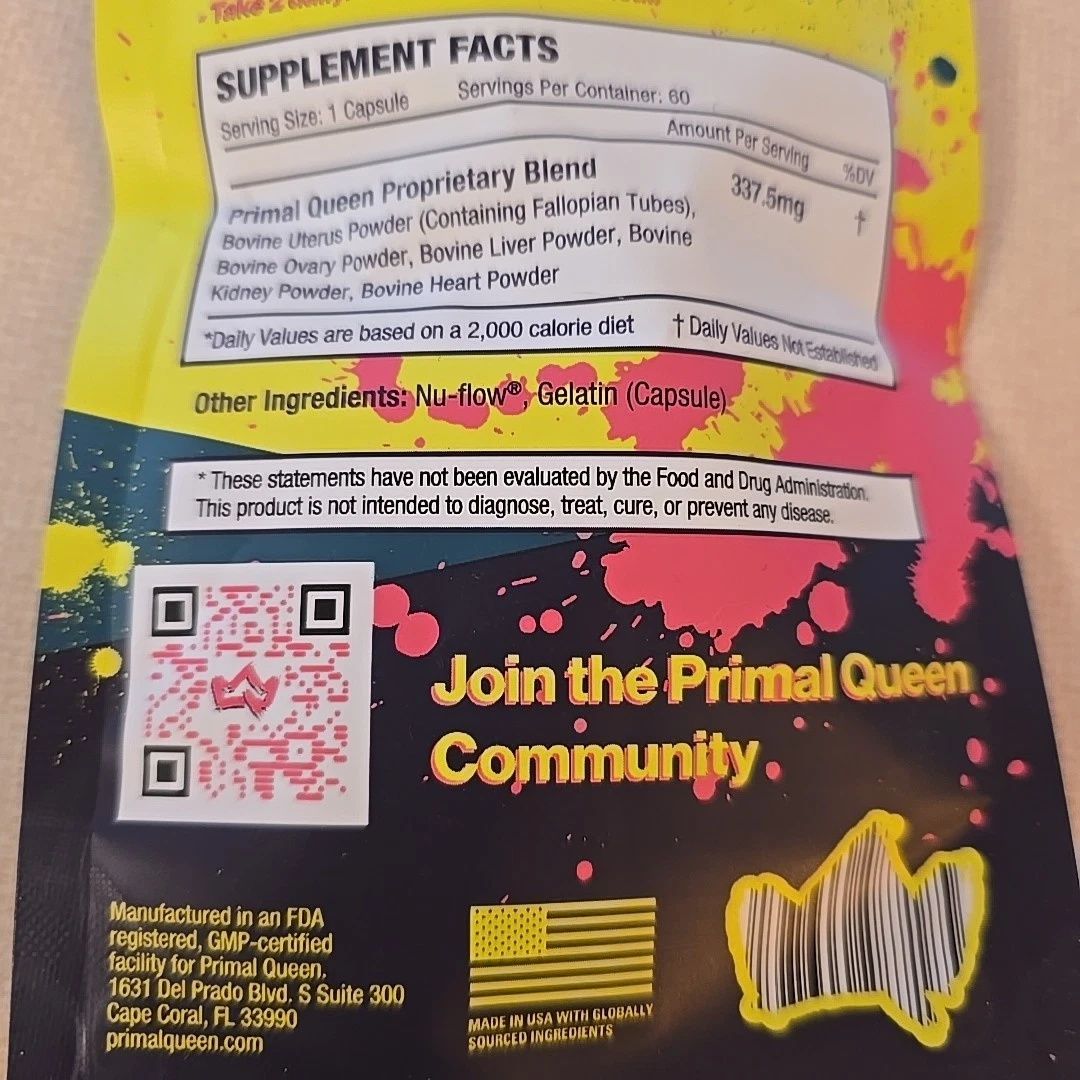 - Take 2
SUPPLEMENT FACTS
Serving Size: 1 Capsule Servings Per Container: 60
Amount Per Serving %DV
Primal Queen Proprietary Blend 337.5mg †
Bovine Uterus Powder (Containing Fallopian Tubes),
Bovine Ovary Powder, Bovine Liver Powder, Bovine
Kidney Powder, Bovine Heart Powder
*Daily Values are based on a 2,000 calorie diet † Daily Values Not Established
Other Ingredients: Nu-flow®, Gelatin (Capsule)
* These statements have not been evaluated by the Food and Drug Administration.
This product is not intended to diagnose, treat, cure, or prevent any disease.
Join the Primal Queen
Community
Manufactured in an FDA
registered, GMP-certified
facility for Primal Queen,
1631 Del Prado Blvd, S Suite 300
Cape Coral, FL 33990
primalqueen.com
MADE IN USA WITH GLOBALLY
SOURCED INGREDIENTS